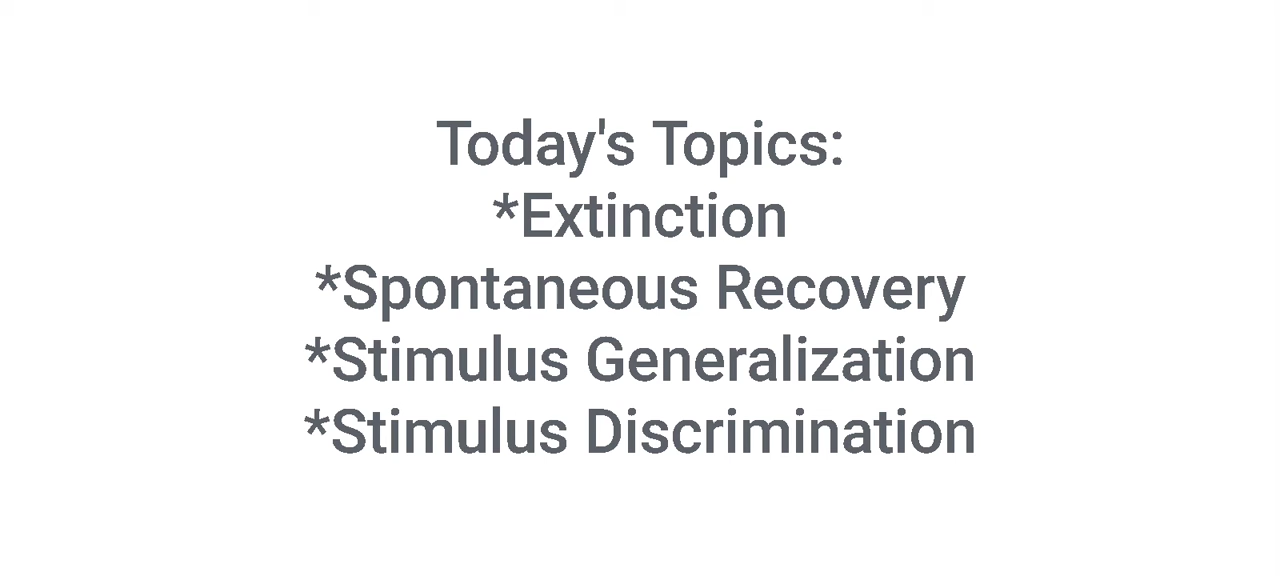 Today's Topics:
*Extinction
*Spontaneous Recovery
*Stimulus Generalization
*Stimulus Discrimination